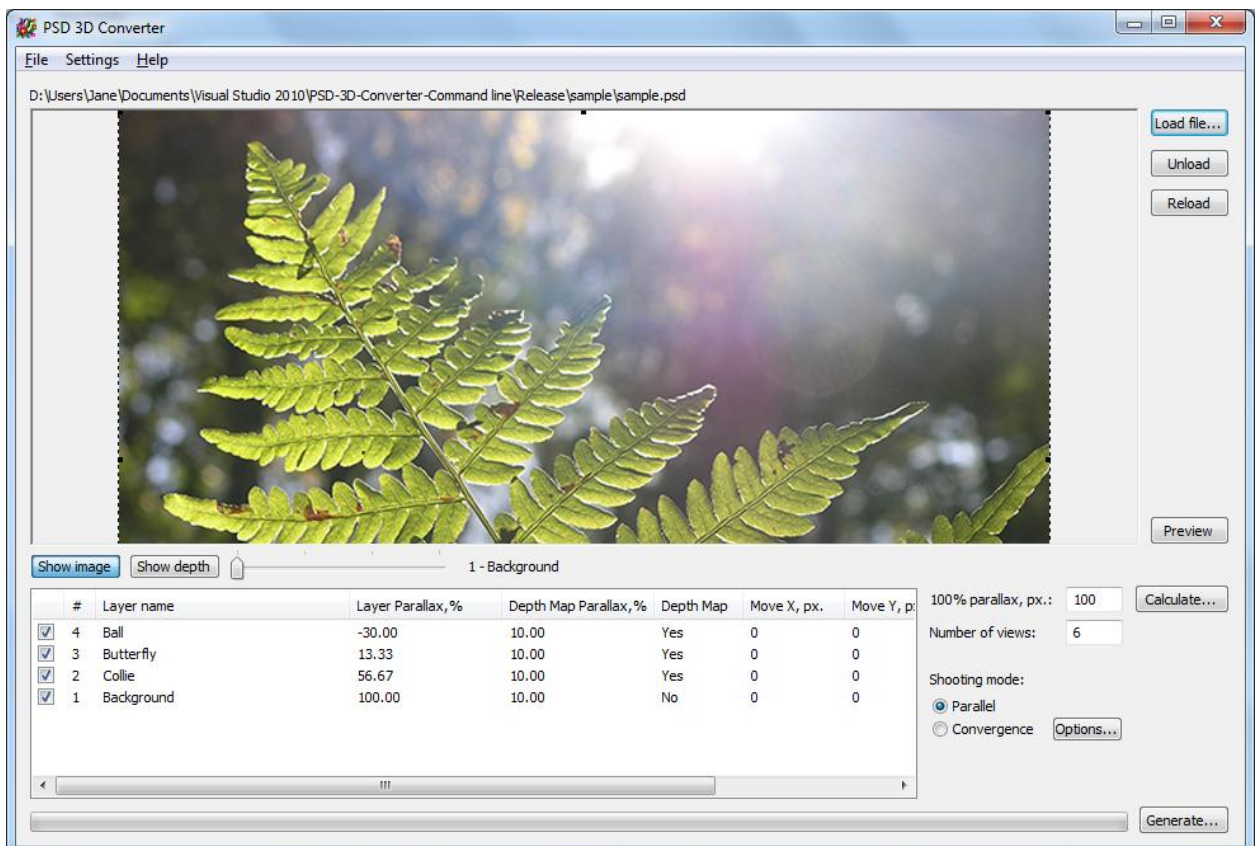 PSD 3D Converter
File Settings Help
D:\Users\Jane\Documents\Visual Studio 2010\PSD-3D-Converter-Command line\Release\sample\sample.psd
Load file...
Unload
Reload
Preview
Show image Show depth 1 - Background
# Layer name Layer Parallax,% Depth Map Parallax,% Depth Map Move X, px. Move Y, p
4 Ball -30.00 10.00 Yes 0 0
3 Butterfly 13.33 10.00 Yes 0 0
2 Collie 56.67 10.00 Yes 0 0
1 Background 100.00 10.00 No 0 0
100% parallax, px.: 100 Calculate...
Number of views: 6
Shooting mode:
Parallel
Convergence Options...
Generate...